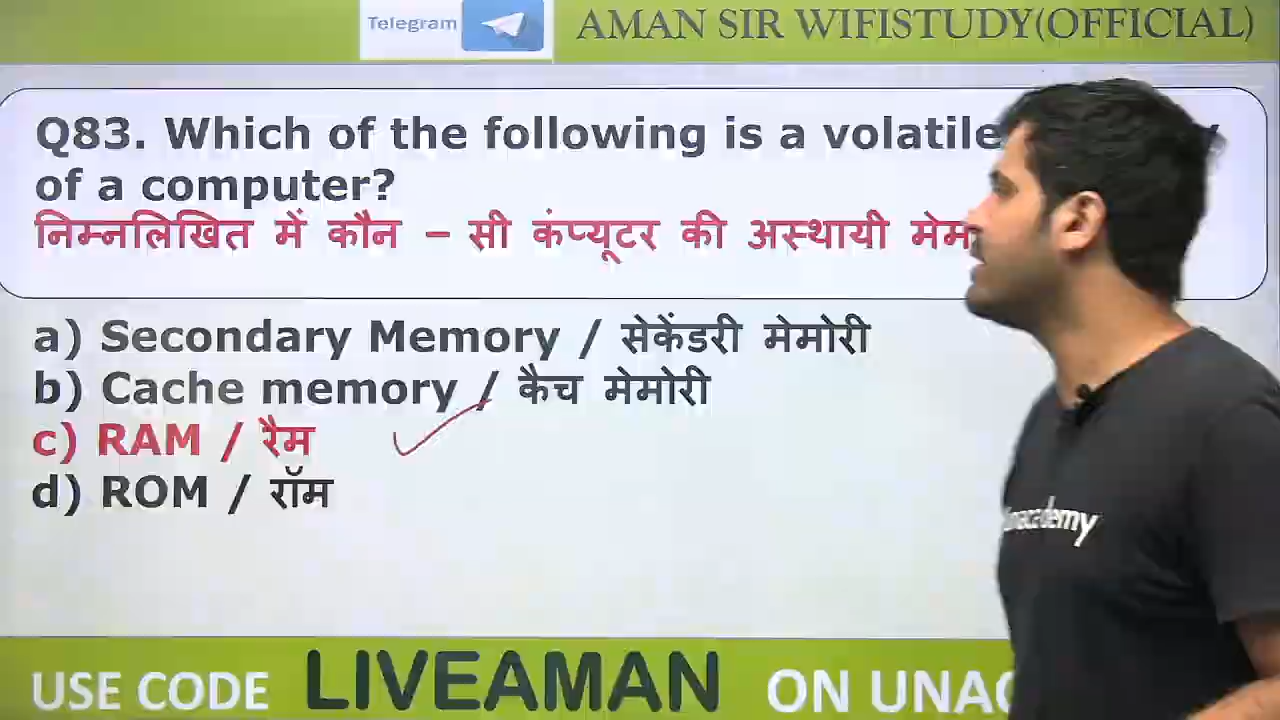 Telegram
AMAN SIR WIFISTUDY(OFFICIAL)
Q83. Which of the following is a volatile
of a computer?
निम्नलिखित में कौन – सी कंप्यूटर की अस्थायी
a) Secondary Memory / सेकेंडरी मेमोरी
b) Cache memory / कैच मेमोरी
c) RAM / रैम
d) ROM / रॉम
USE CODE LIVEAMAN ON